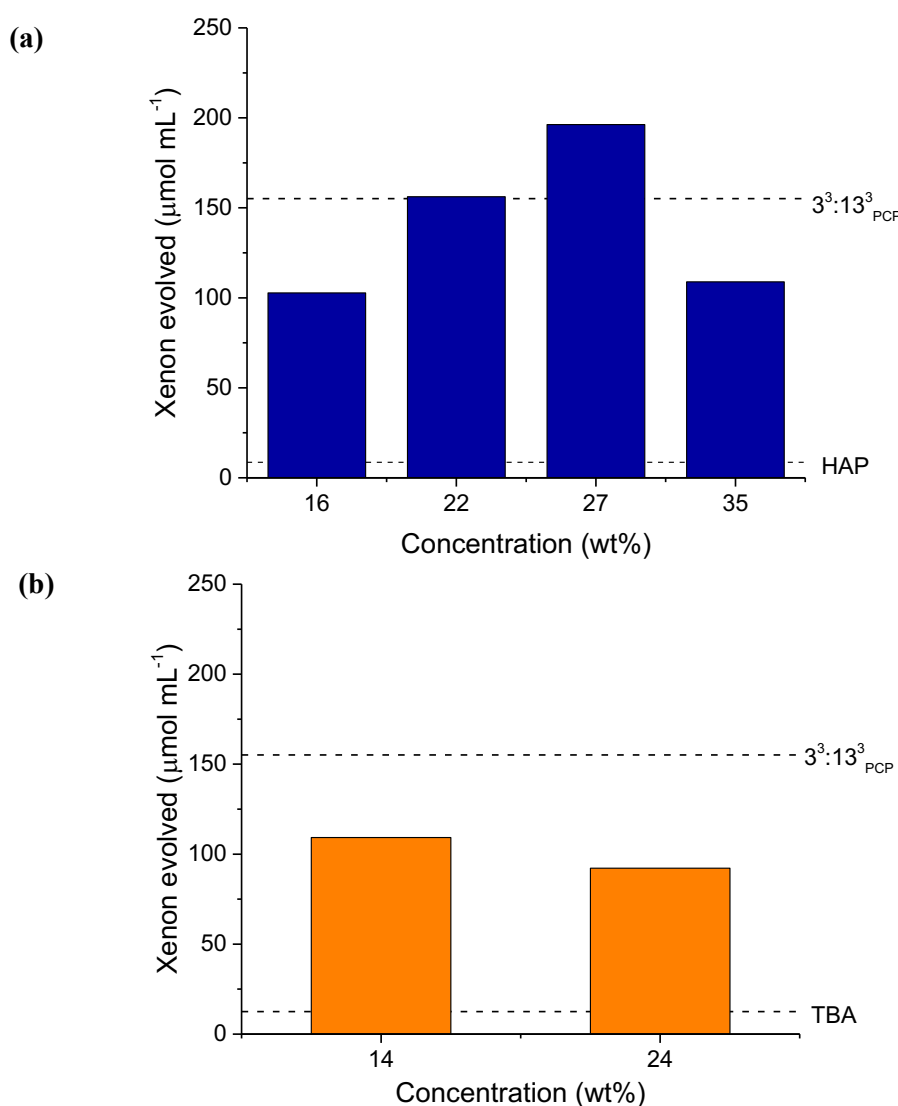 (a)
250
200
150
100
50
0
Xenon evolved (μmol mL⁻¹)
3³:13³PCP
HAP
16 22 27 35
Concentration (wt%)
(b)
250
200
150
100
50
0
Xenon evolved (μmol mL⁻¹)
3³:13³PCP
TBA
14 24
Concentration (wt%)